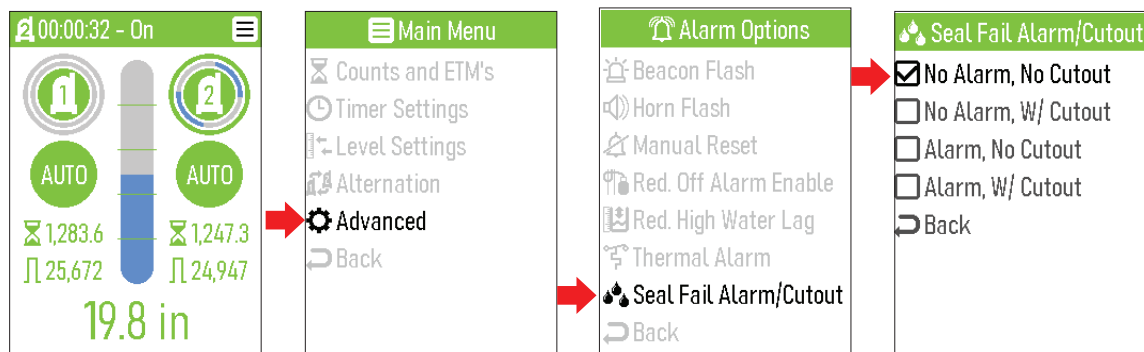 2 00:00:32 - On
1
2
AUTO
AUTO
1,283.6
1,247.3
25,672
24,947
19.8 in
Main Menu
Counts and ETM's
Timer Settings
Level Settings
Alternation
Advanced
Back
Alarm Options
Beacon Flash
Horn Flash
Manual Reset
Red. Off Alarm Enable
Red. High Water Lag
Thermal Alarm
Seal Fail Alarm/Cutout
Back
Seal Fail Alarm/Cutout
No Alarm, No Cutout
No Alarm, W/ Cutout
Alarm, No Cutout
Alarm, W/ Cutout
Back